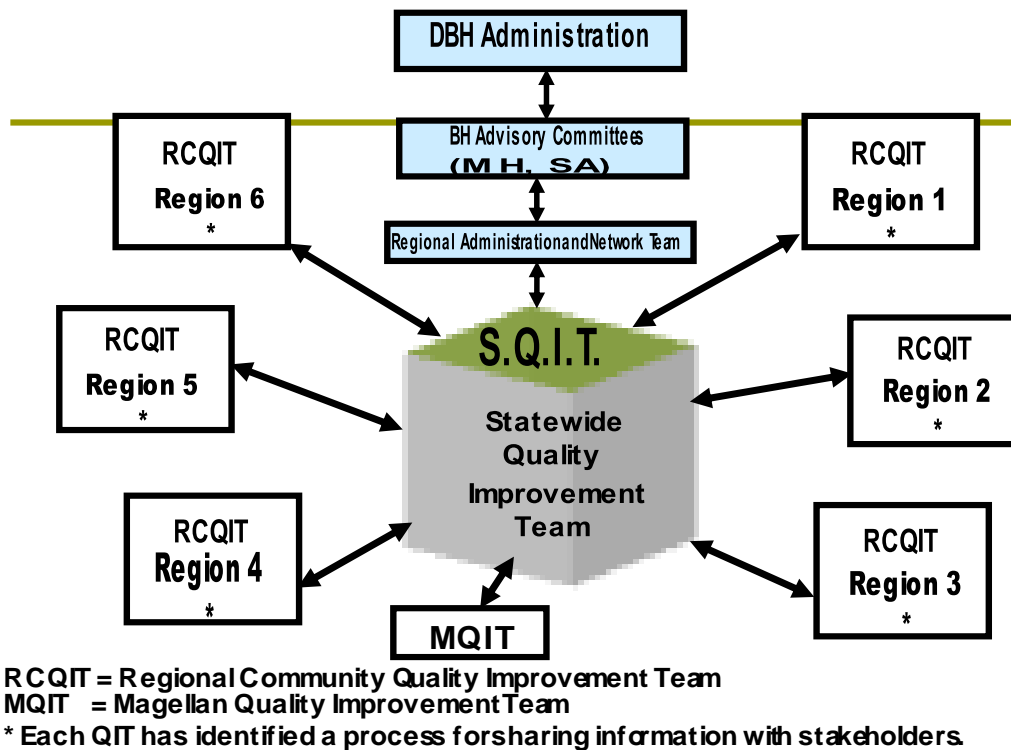 DBH Administration
BH Advisory Committees
(MH, SA)
Regional Administration and Network Team
RCQIT
Region 6
*
RCQIT
Region 1
*
RCQIT
Region 5
*
S.Q.I.T.
Statewide
Quality
Improvement
Team
RCQIT
Region 2
*
RCQIT
Region 4
*
RCQIT
Region 3
*
MQIT
RCQIT = Regional Community Quality Improvement Team
MQIT = Magellan Quality Improvement Team
* Each QIT has identified a process for sharing information with stakeholders.